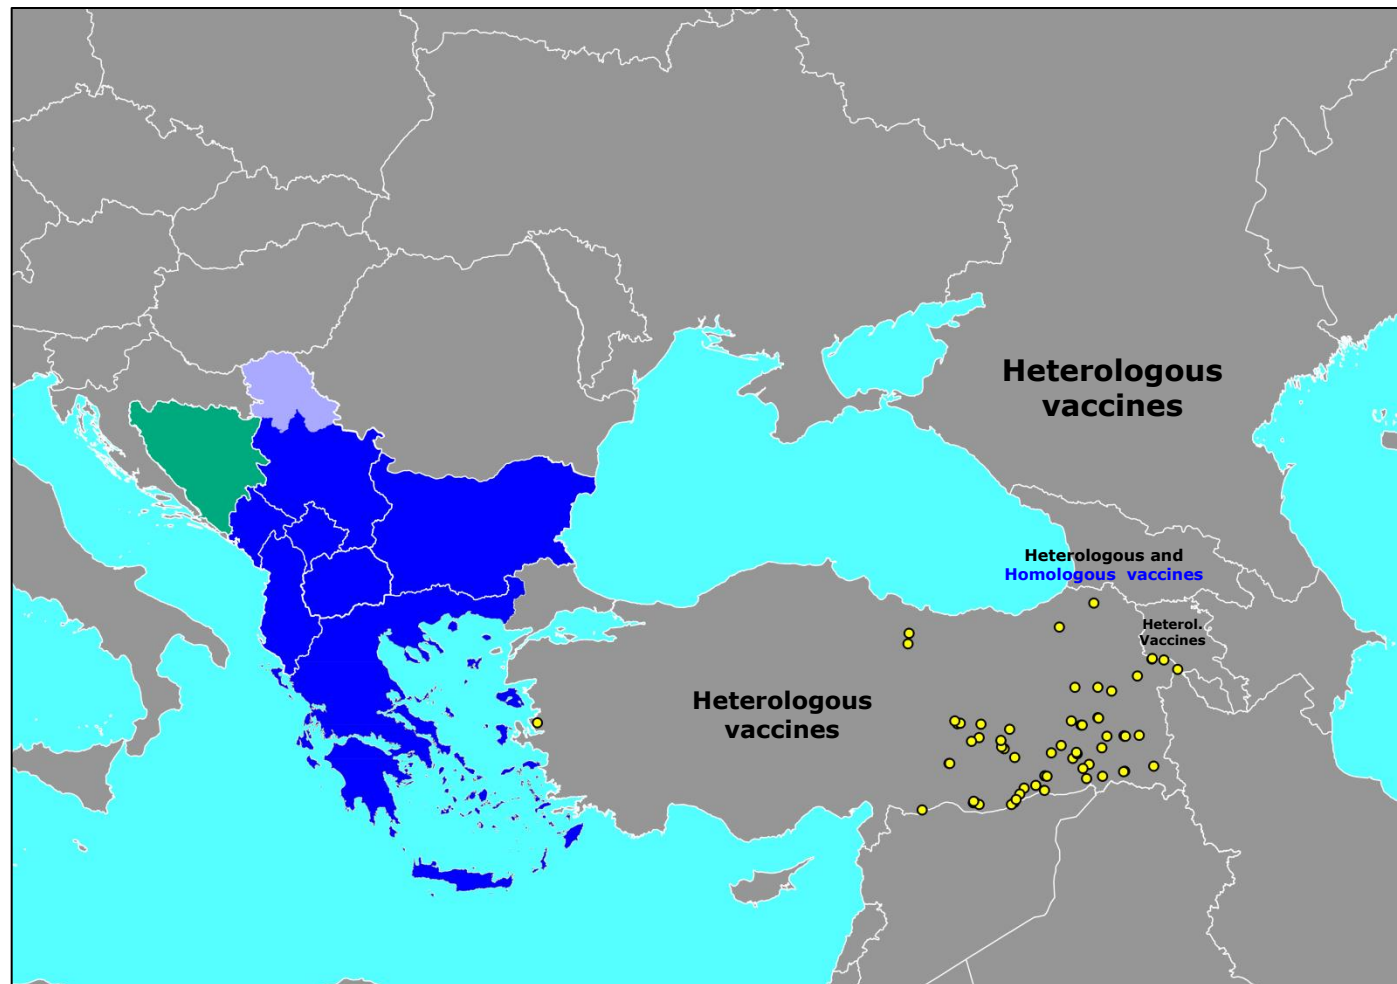 Heterologous
vaccines
Heterologous and
Homologous vaccines
Heterol.
Vaccines
Heterologous
vaccines